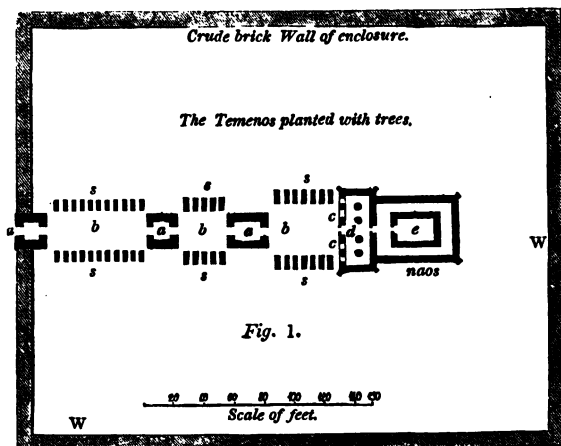 Crude brick Wall of enclosure.
The Temenos planted with trees.
s s s
a b a b a b c d e
c
s s s
naos
W
Fig. 1.
W
Scale of feet.